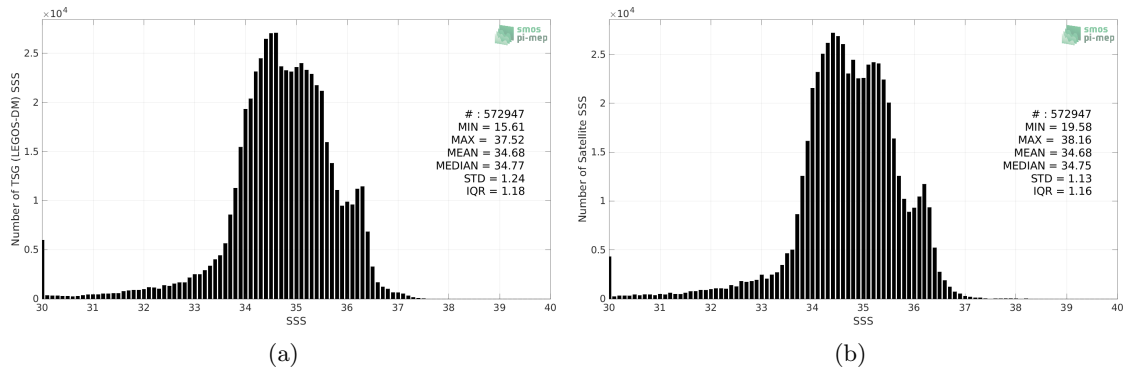 ×10⁴
smos
pi-mep
Number of TSG (LEGOS-DM) SSS
2.5
2
1.5
1
0.5
0
# : 572947
MIN = 15.61
MAX = 37.52
MEAN = 34.68
MEDIAN = 34.77
STD = 1.24
IQR = 1.18
30 31 32 33 34 35 36 37 38 39 40
SSS
(a)
×10⁴
smos
pi-mep
Number of Satellite SSS
2.5
2
1.5
1
0.5
0
# : 572947
MIN = 19.58
MAX = 38.16
MEAN = 34.68
MEDIAN = 34.75
STD = 1.13
IQR = 1.16
30 31 32 33 34 35 36 37 38 39 40
SSS
(b)